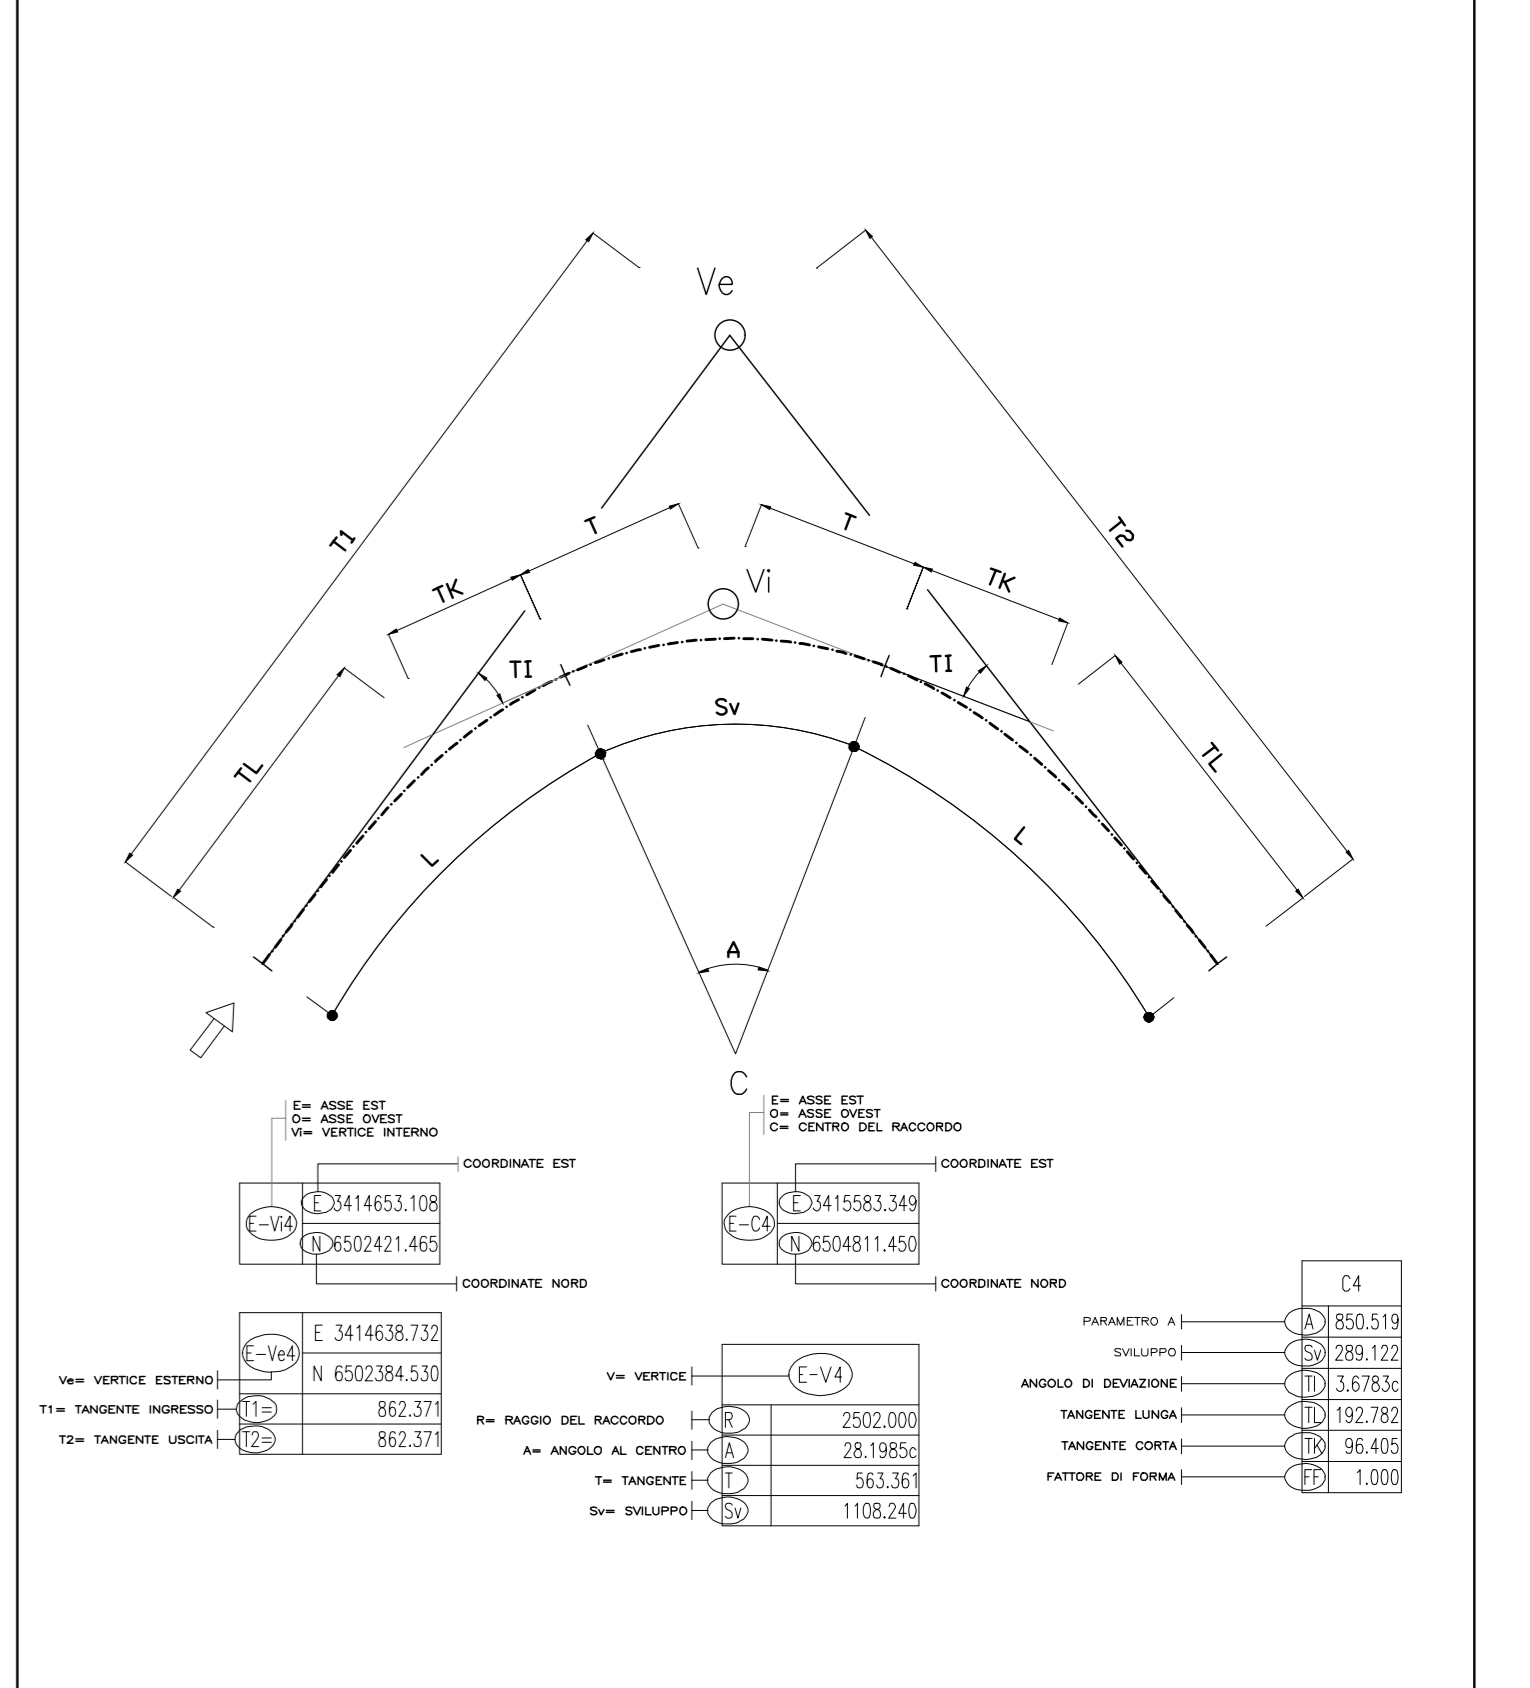 Ve
T1
T2
T
T
TK
TK
Vi
TI
TI
TL
TL
Sv
L
L
A
C
E= ASSE EST
O= ASSE OVEST
Vi= VERTICE INTERNO
COORDINATE EST
E-Vi4
E 3414653.108
N 6502421.465
COORDINATE NORD
E= ASSE EST
O= ASSE OVEST
C= CENTRO DEL RACCORDO
COORDINATE EST
E-C4
E 3415583.349
N 6504811.450
COORDINATE NORD
E-Ve4
E 3414638.732
N 6502384.530
Ve= VERTICE ESTERNO
T1= TANGENTE INGRESSO T1= 862.371
T2= TANGENTE USCITA T2= 862.371
V= VERTICE E-V4
R= RAGGIO DEL RACCORDO R 2502.000
A= ANGOLO AL CENTRO A 28.1985c
T= TANGENTE T 563.361
Sv= SVILUPPO Sv 1108.240
C4
PARAMETRO A A 850.519
SVILUPPO Sv 289.122
ANGOLO DI DEVIAZIONE TI 3.6783c
TANGENTE LUNGA TL 192.782
TANGENTE CORTA TK 96.405
FATTORE DI FORMA FF 1.000